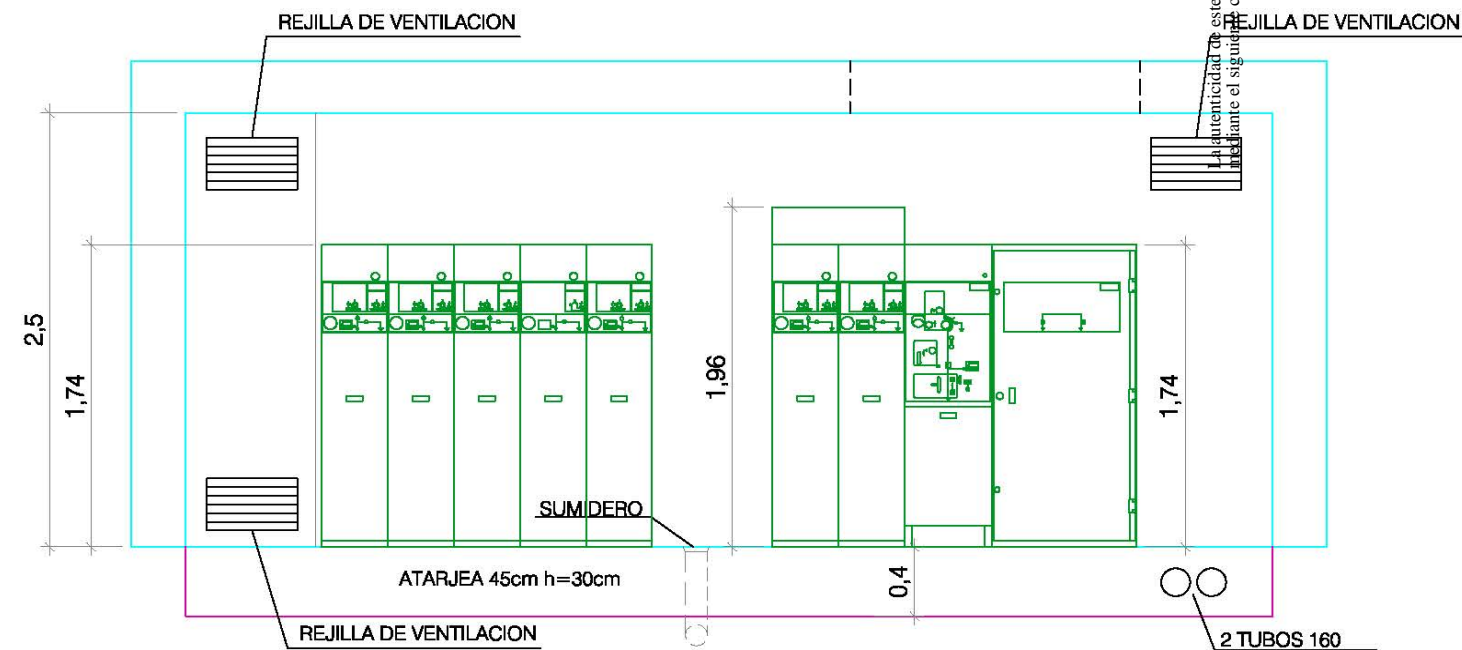 REJILLA DE VENTILACION
REJILLA DE VENTILACION
La autenticidad de este
mediante el siguiente c
2,5
1,74
1,96
1,74
SUMIDERO
ATARJEA 45cm h=30cm
0,4
REJILLA DE VENTILACION
2 TUBOS 160